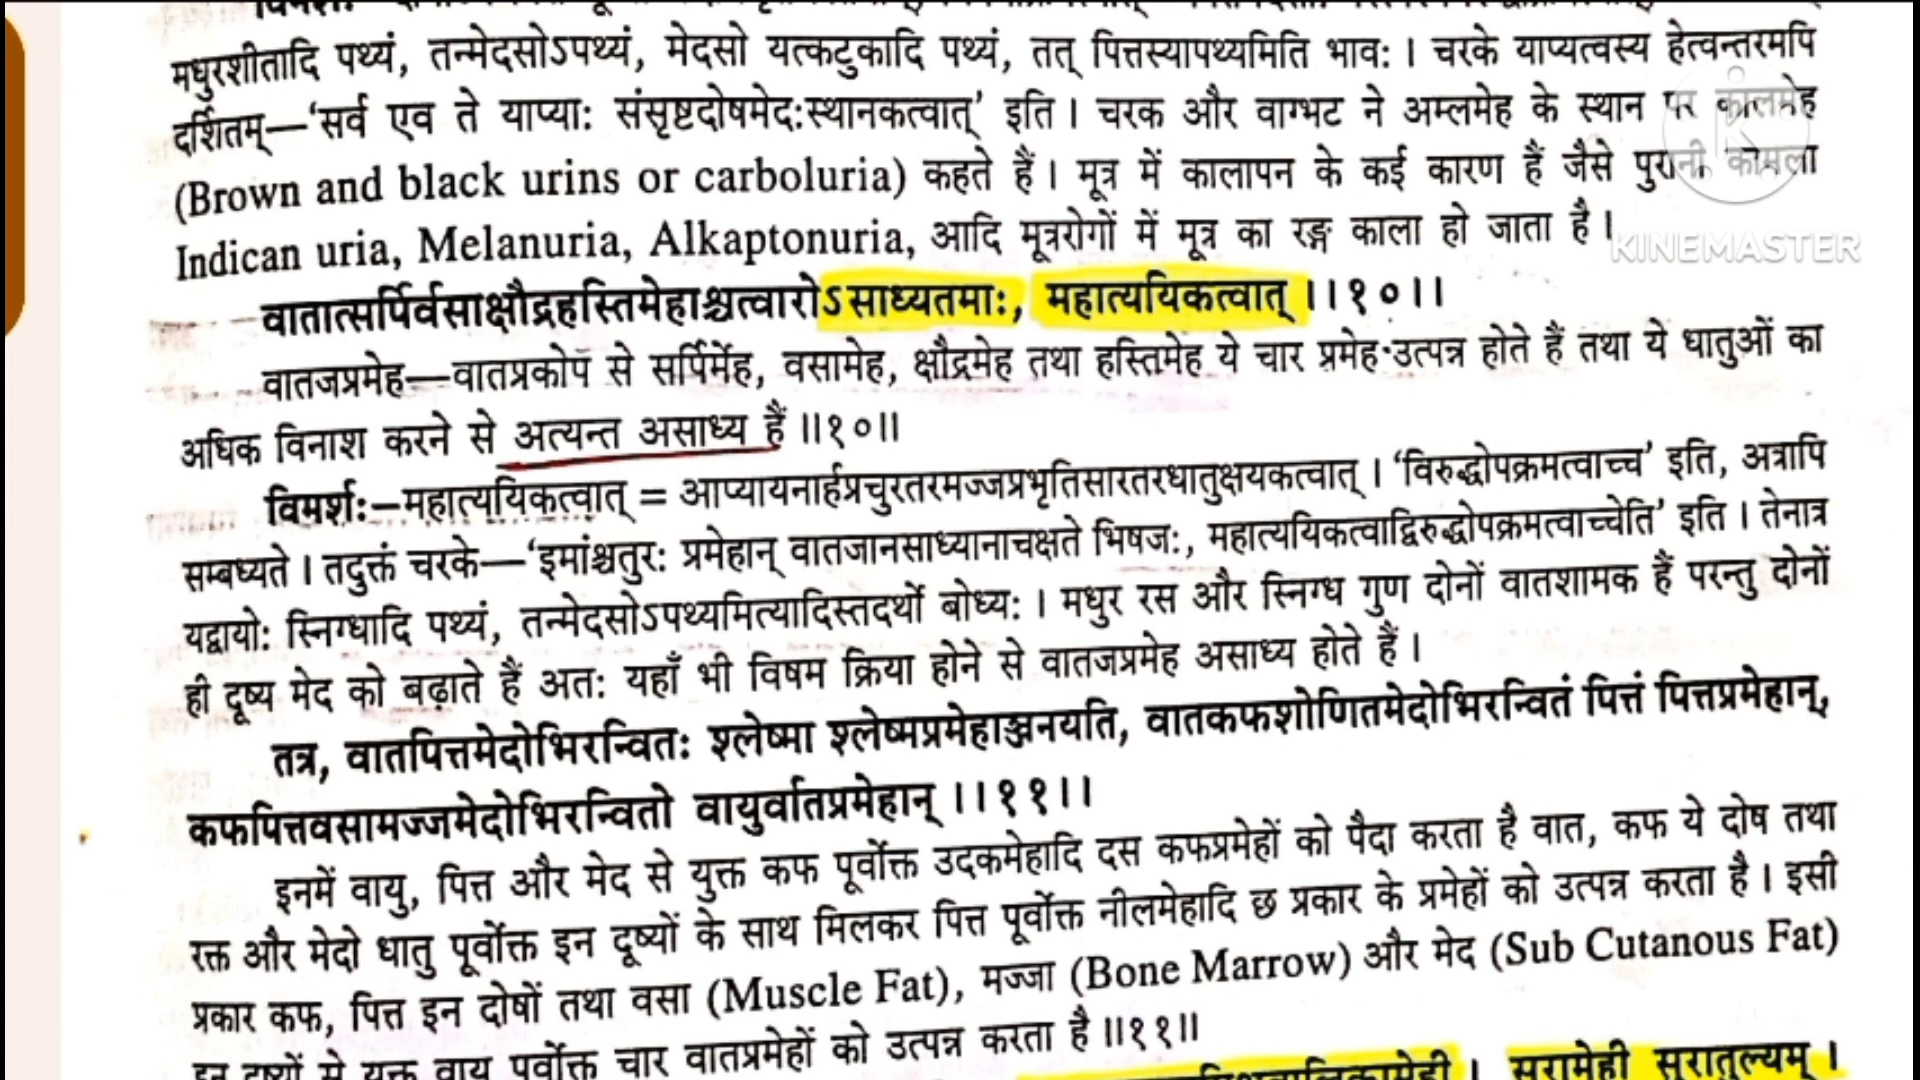 मधुरशीतादि पथ्यं, तन्मेदसोऽपथ्यं, मेदसो यत्कटुकादि पथ्यं, तत् पित्तस्यापथ्यमिति भावः । चरके याप्यत्वस्य हेत्वन्तरमपि
दर्शितम्—‘सर्व एव ते याप्याः संसृष्टदोषमेदःस्थानकत्वात्’ इति । चरक और वाग्भट ने अम्लमेह के स्थान पर कालमेह
(Brown and black urins or carboluria) कहते हैं । मूत्र में कालापन के कई कारण हैं जैसे पुरानी कामला
Indican uria, Melanuria, Alkaptonuria, आदि मूत्ररोगों में मूत्र का रङ्ग काला हो जाता है ।
KINEMASTER
वातात्सर्पिर्वसाक्षौद्रहस्तिमेहाश्चत्वारोऽसाध्यतमाः, महात्ययिकत्वात् ।।१०।।
वातजप्रमेह—वातप्रकोप से सर्पिर्मेह, वसामेह, क्षौद्रमेह तथा हस्तिमेह ये चार प्रमेह उत्पन्न होते हैं तथा ये धातुओं का
अधिक विनाश करने से अत्यन्त असाध्य हैं ॥१०॥
विमर्शः–महात्ययिकत्वात् = आप्यायनार्हप्रचुरतरमज्जप्रभृतिसारतरधातुक्षयकत्वात् । ‘विरुद्धोपक्रमत्वाच्च’ इति, अत्रापि
सम्बध्यते । तदुक्तं चरके—‘इमांश्चतुरः प्रमेहान् वातजानसाध्यानाचक्षते भिषजः, महात्ययिकत्वाद्विरुद्धोपक्रमत्वाच्चेति’ इति । तेनात्र
यद्वायोः स्निग्धादि पथ्यं, तन्मेदसोऽपथ्यमित्यादिस्तदर्थो बोध्यः । मधुर रस और स्निग्ध गुण दोनों वातशामक हैं परन्तु दोनों
ही दूष्य मेद को बढ़ाते हैं अतः यहाँ भी विषम क्रिया होने से वातजप्रमेह असाध्य होते हैं ।
तत्र, वातपित्तमेदोभिरन्वितः श्लेष्मा श्लेष्मप्रमेहाञ्जनयति, वातकफशोणितमेदोभिरन्वितं पित्तं पित्तप्रमेहान्,
कफपित्तवसामज्जमेदोभिरन्वितो वायुर्वातप्रमेहान् ।।११।।
इनमें वायु, पित्त और मेद से युक्त कफ पूर्वोक्त उदकमेहादि दस कफप्रमेहों को पैदा करता है वात, कफ ये दोष तथा
रक्त और मेदो धातु पूर्वोक्त इन दूष्यों के साथ मिलकर पित्त पूर्वोक्त नीलमेहादि छ प्रकार के प्रमेहों को उत्पन्न करता है । इसी
प्रकार कफ, पित्त इन दोषों तथा वसा (Muscle Fat), मज्जा (Bone Marrow) और मेद (Sub Cutanous Fat)
इन दूष्यों से युक्त वायु पूर्वोक्त चार वातप्रमेहों को उत्पन्न करता है ॥११॥
सुरामेही सुरातुल्यम् ।